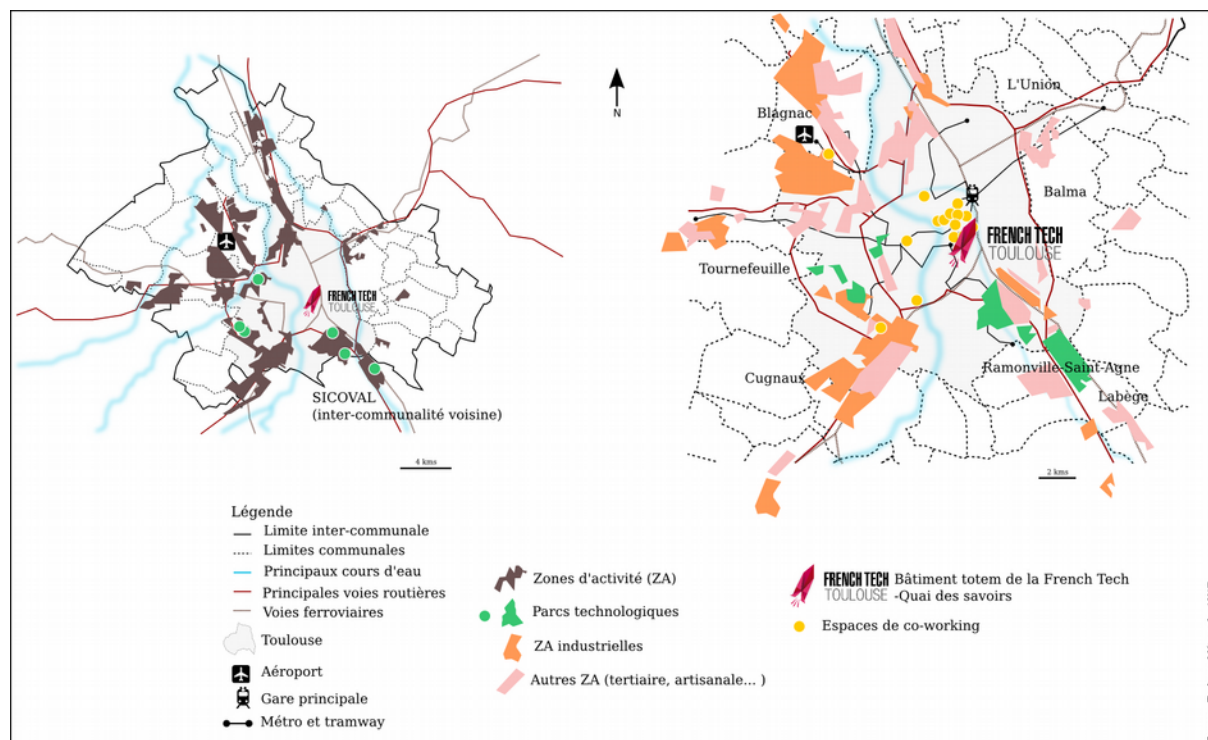 N
FRENCH TECH
TOULOUSE
SICOVAL
(inter-communalité voisine)
4 kms
L'Union
Blagnac
Balma
FRENCH TECH
TOULOUSE
Tournefeuille
Cugnaux
Ramonville-Saint-Agne
Labège
2 kms
Légende
Limite inter-communale
Limites communales
Principaux cours d'eau
Principales voies routières
Voies ferroviaires
Toulouse
Aéroport
Gare principale
Métro et tramway
Zones d'activité (ZA)
Parcs technologiques
ZA industrielles
Autres ZA (tertiaire, artisanale... )
FRENCH TECH
TOULOUSE
Bâtiment totem de la French Tech
-Quai des savoirs
Espaces de co-working